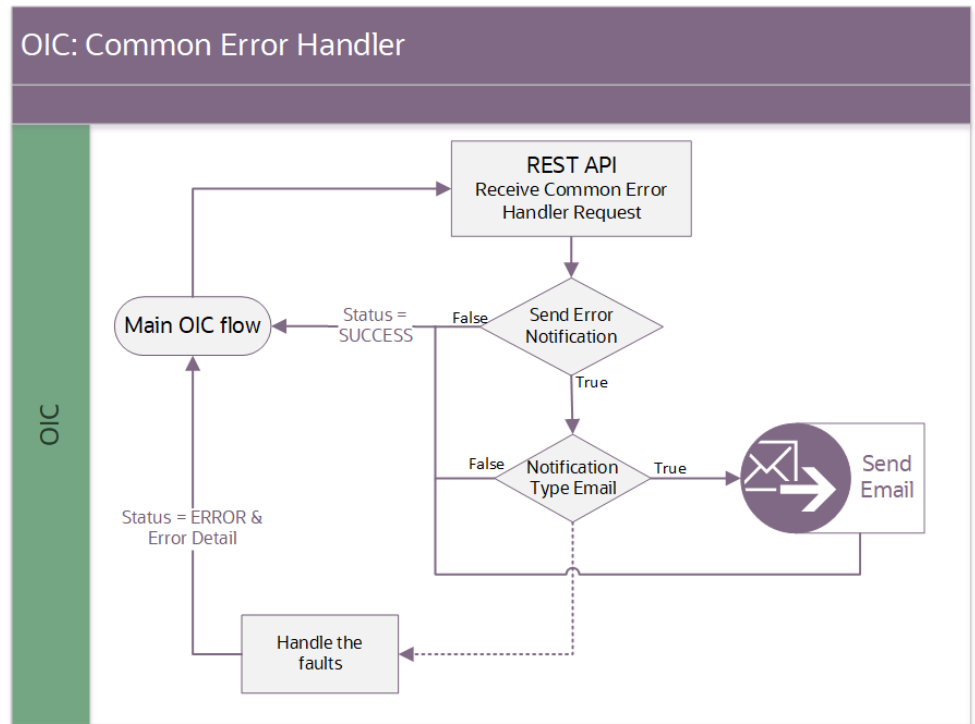 OIC: Common Error Handler
OIC
REST API
Receive Common Error
Handler Request
Main OIC flow
Status =
SUCCESS
False
Send Error
Notification
True
False
Notification
Type Email
True
Send
Email
Status = ERROR &
Error Detail
Handle the
faults